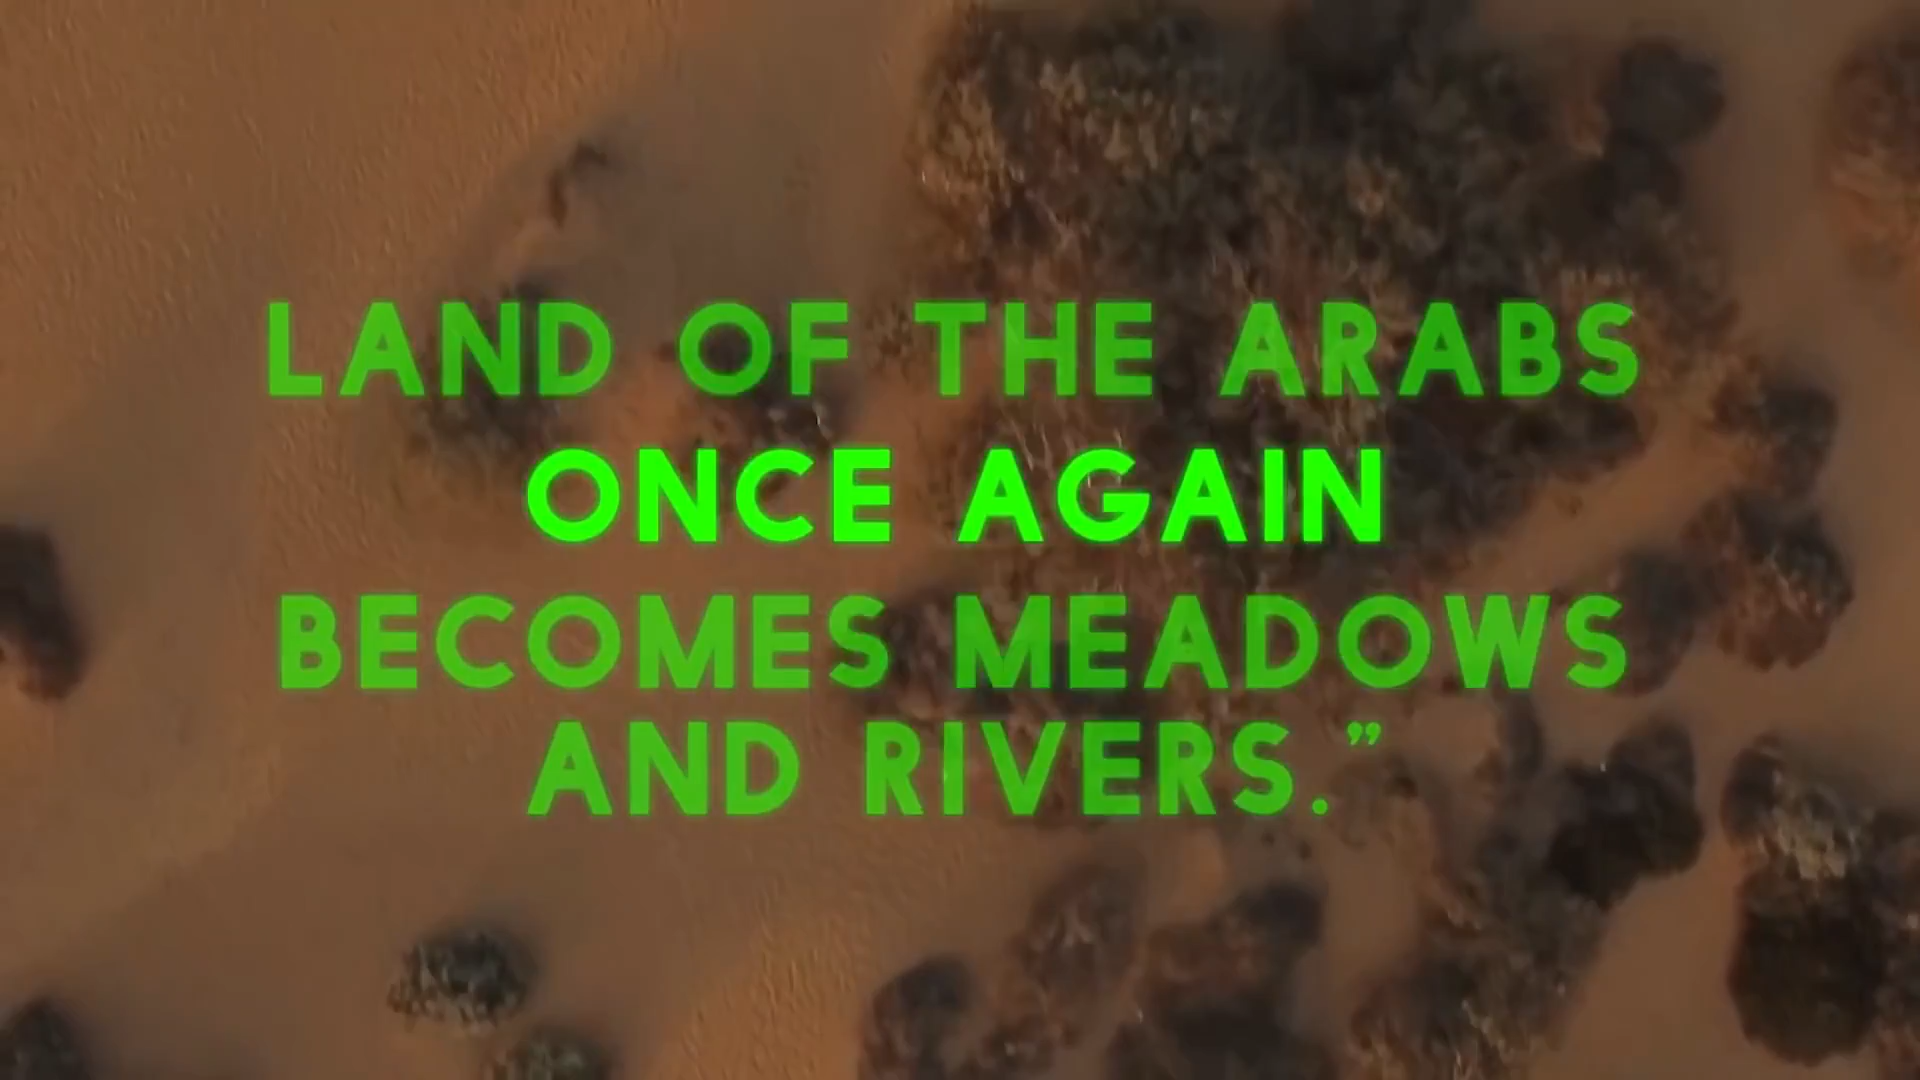 LAND OF THE ARABS
ONCE AGAIN
BECOMES MEADOWS
AND RIVERS.”